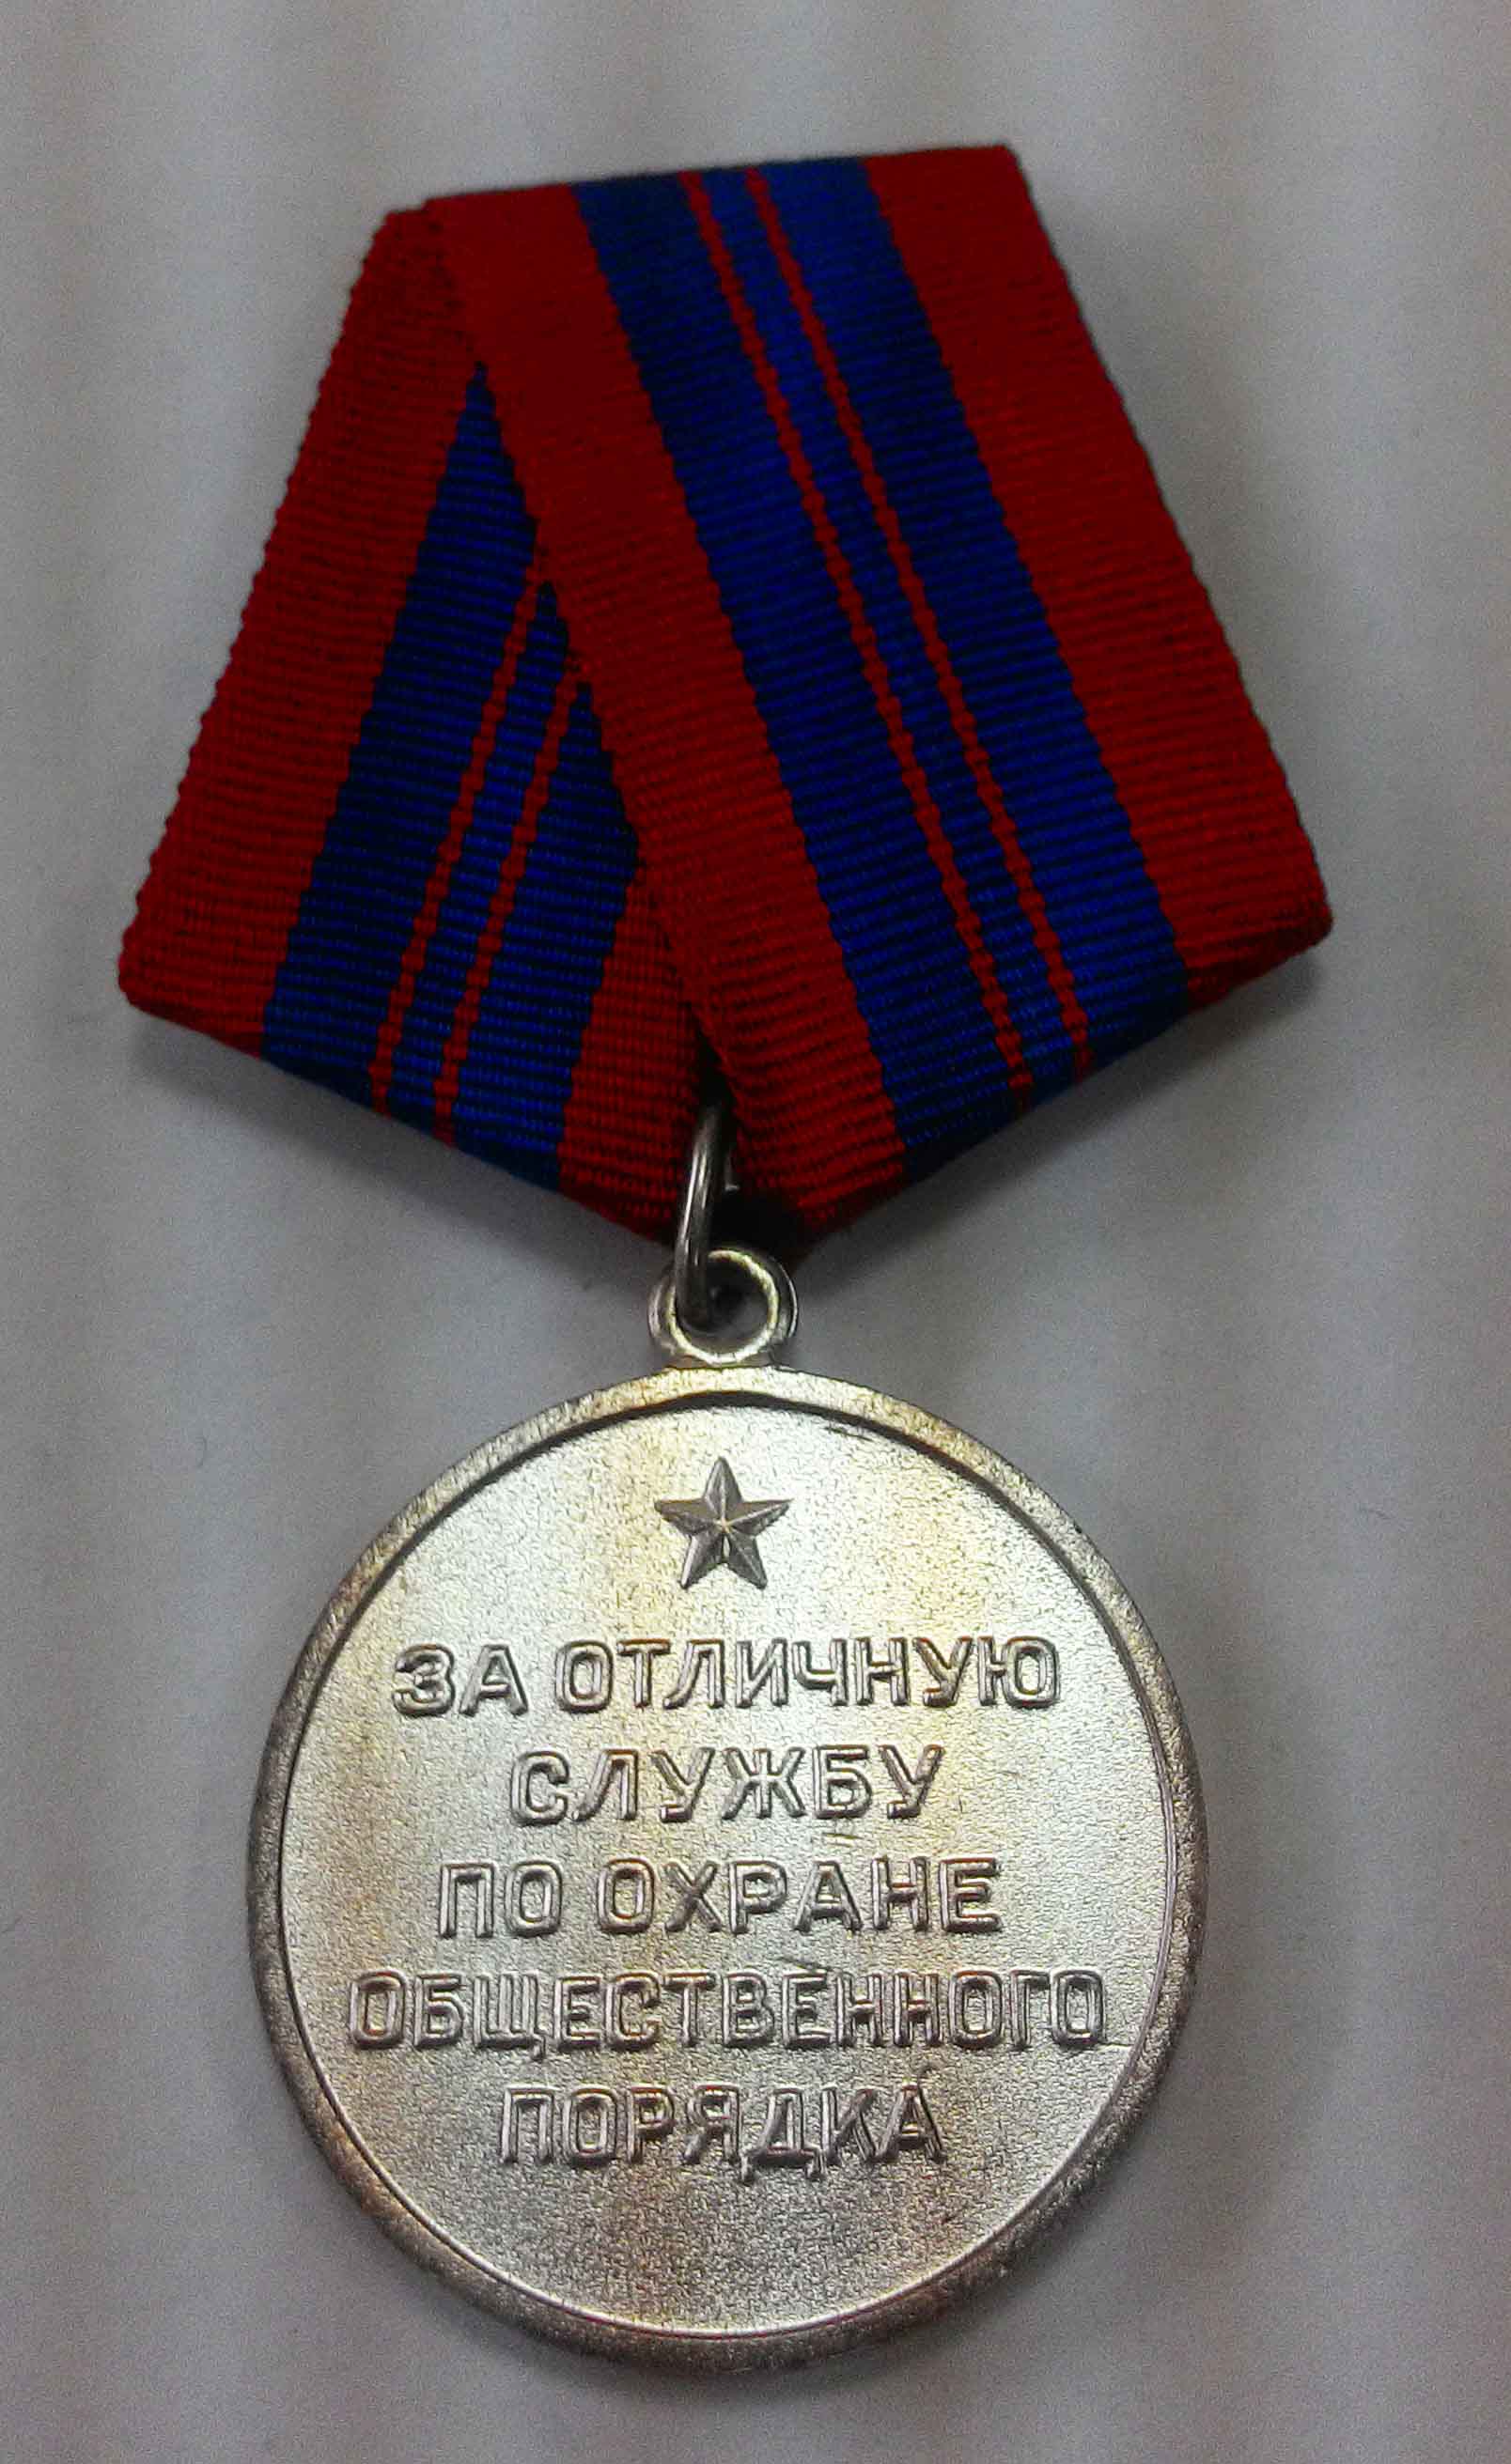 ЗА ОТЛИЧНУЮ
СЛУЖБУ
ПО ОХРАНЕ
ОБЩЕСТВЕННОГО
ПОРЯДКА